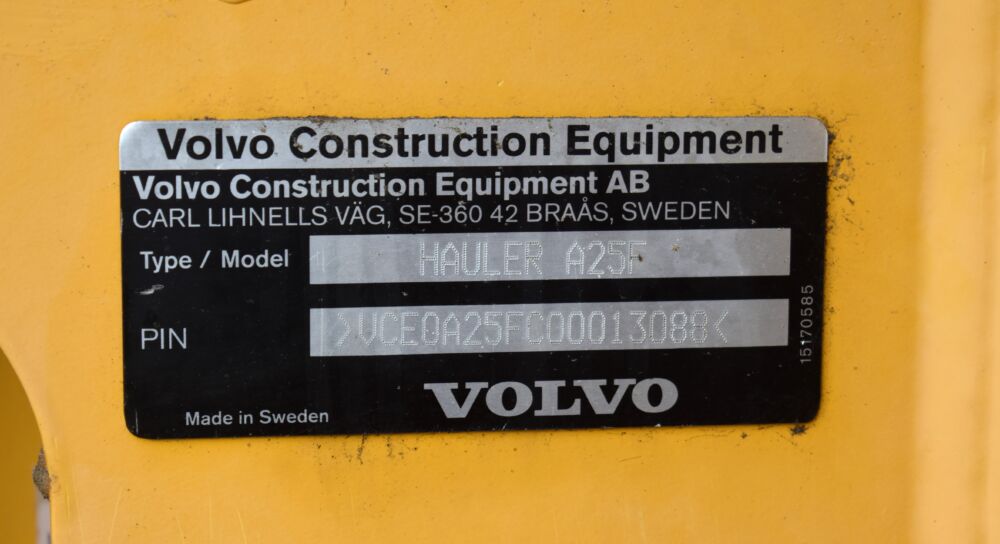 Volvo Construction Equipment
Volvo Construction Equipment AB
CARL LIHNELLS VÄG, SE-360 42 BRAÅS, SWEDEN
Type / Model HAULER A25F
PIN >VCE0A25FC00013088<
15170585
VOLVO
Made in Sweden